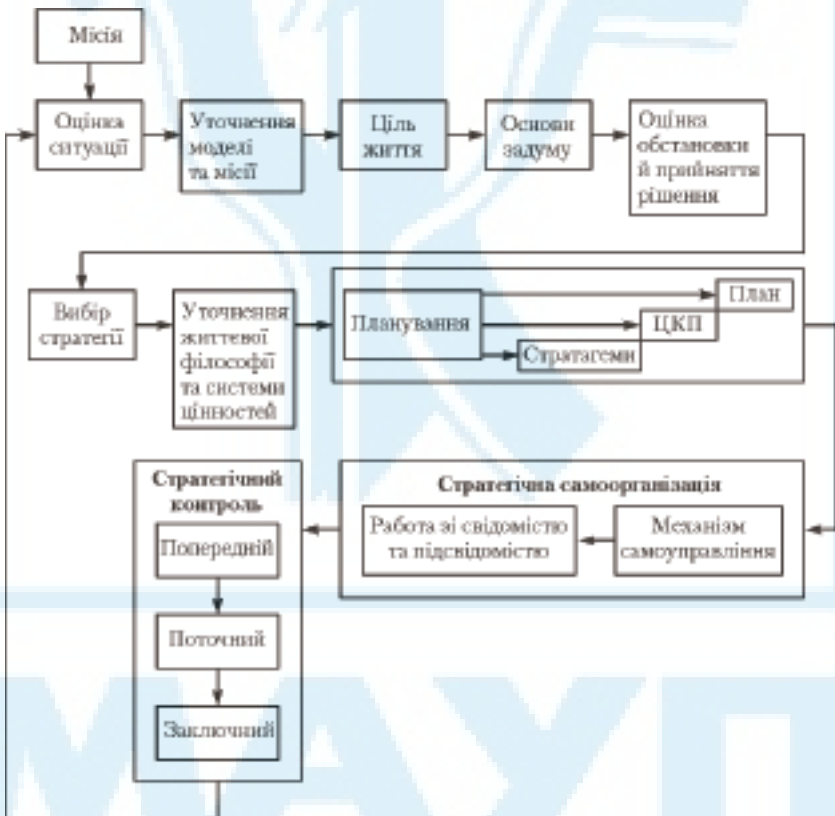 Місія
Оцінка
ситуації
Уточнення
моделі
та місії
Ціль
життя
Основи
задуму
Оцінка
обстановки
й прийняття
рішення
Вибір
стратегії
Уточнення
життєвої
філософії
та системи
цінностей
Планування
План
ЦКП
Стратагеми
Стратегічний
контроль
Попередній
Поточний
Заключний
Стратегічна самоорганізація
Работа зі свідомістю
та підсвідомістю
Механізм
самоуправління
МАУП